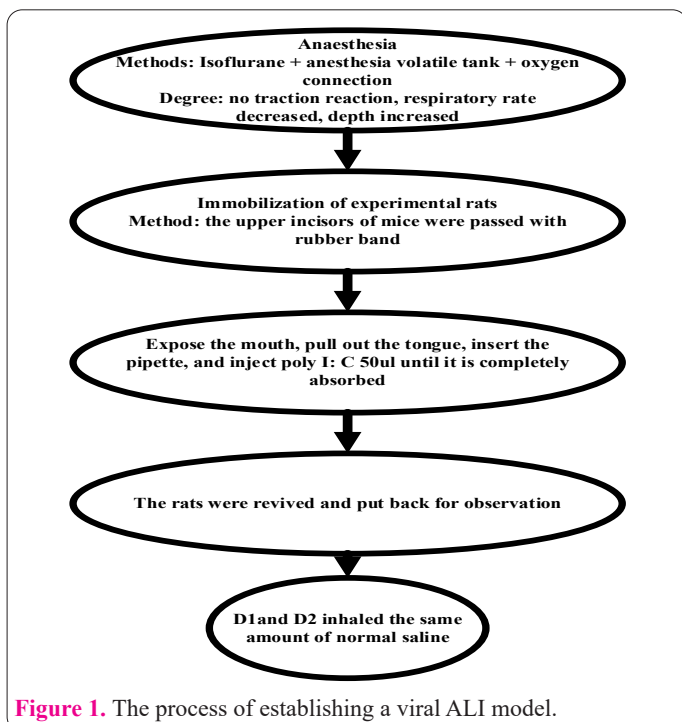 Anaesthesia
Methods: Isoflurane + anesthesia volatile tank + oxygen
connection
Degree: no traction reaction, respiratory rate
decreased, depth increased
Immobilization of experimental rats
Method: the upper incisors of mice were passed with
rubber band
Expose the mouth, pull out the tongue, insert the
pipette, and inject poly I: C 50ul until it is completely
absorbed
The rats were revived and put back for observation
D1and D2 inhaled the same
amount of normal saline
Figure 1. The process of establishing a viral ALI model.